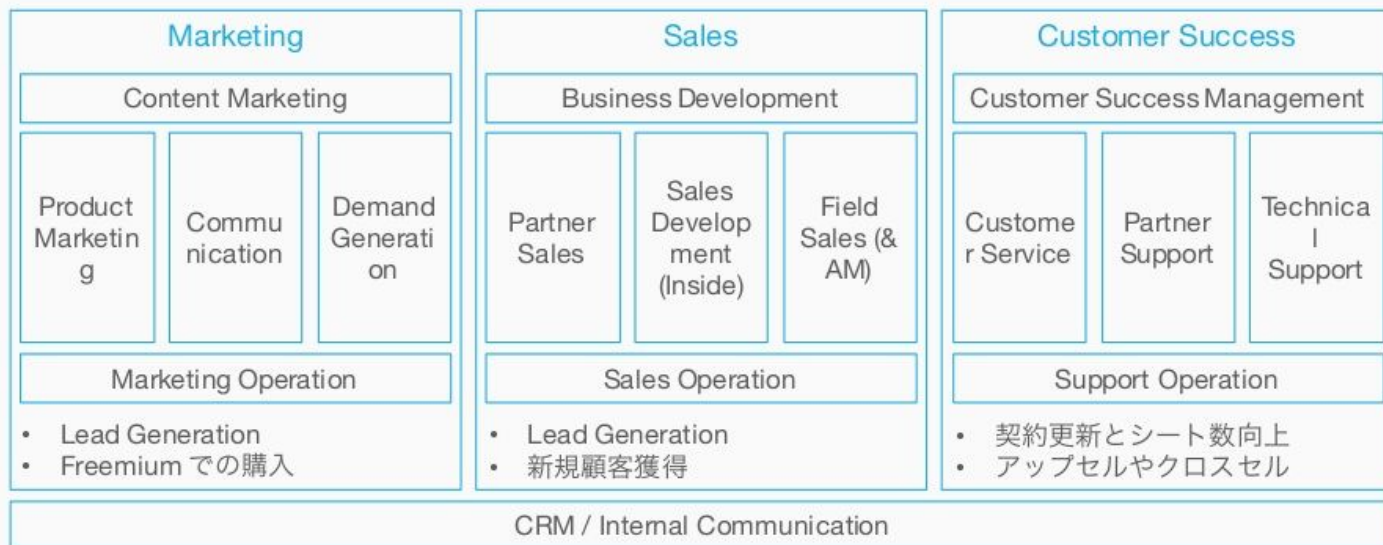 Marketing
Content Marketing
Product
Marketin
g
Commu
nication
Demand
Generati
on
Marketing Operation
• Lead Generation
• Freemium での購入
Sales
Business Development
Partner
Sales
Sales
Develop
ment
(Inside)
Field
Sales (&
AM)
Sales Operation
• Lead Generation
• 新規顧客獲得
Customer Success
Customer Success Management
Custome
r Service
Partner
Support
Technica
l
Support
Support Operation
• 契約更新とシート数向上
• アップセルやクロスセル
CRM / Internal Communication